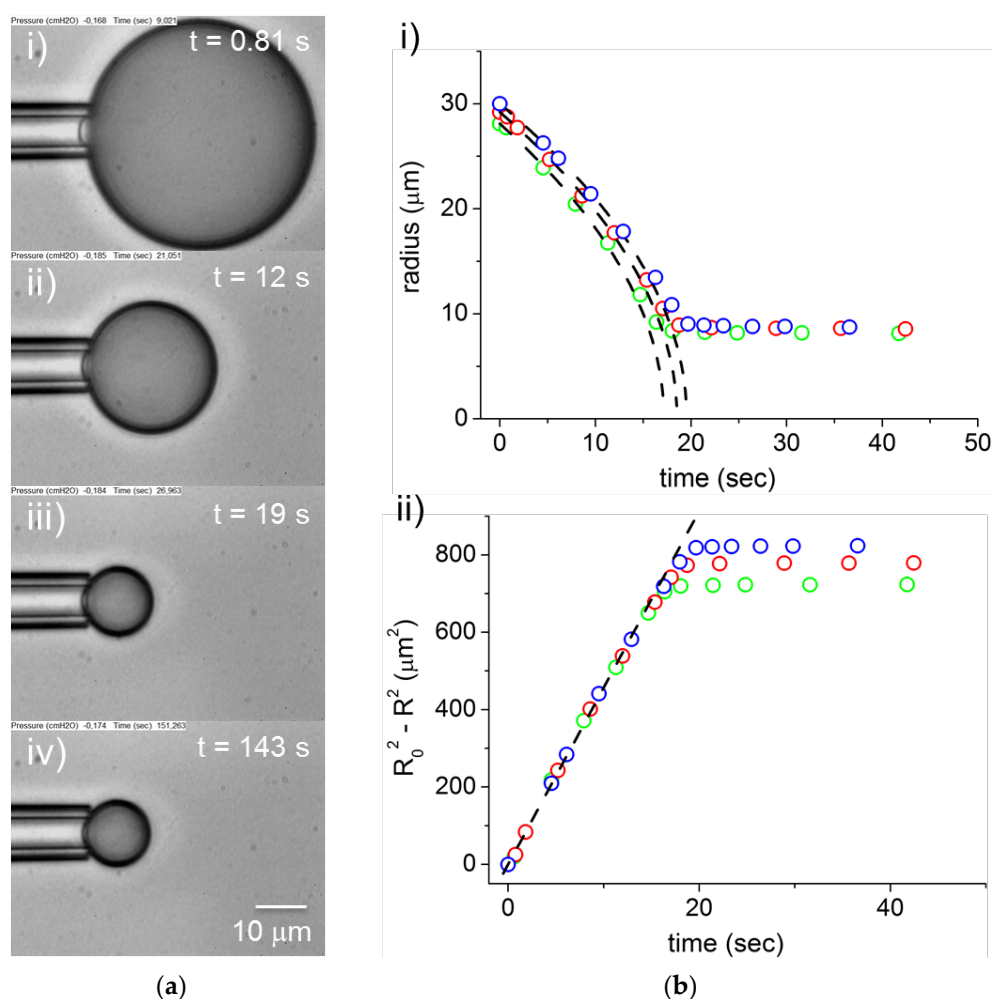 Pressure (cmH2O) -0,168 Time (sec) 9,021
i)
t = 0.81 s
Pressure (cmH2O) -0,185 Time (sec) 21,051
ii)
t = 12 s
Pressure (cmH2O) -0,184 Time (sec) 26,963
iii)
t = 19 s
Pressure (cmH2O) -0,174 Time (sec) 151,263
iv)
t = 143 s
10 μm
(a)
i)
radius (μm)
30
20
10
0
0 10 20 30 40 50
time (sec)
ii)
R₀² - R² (μm²)
800
600
400
200
0
0 20 40
time (sec)
(b)